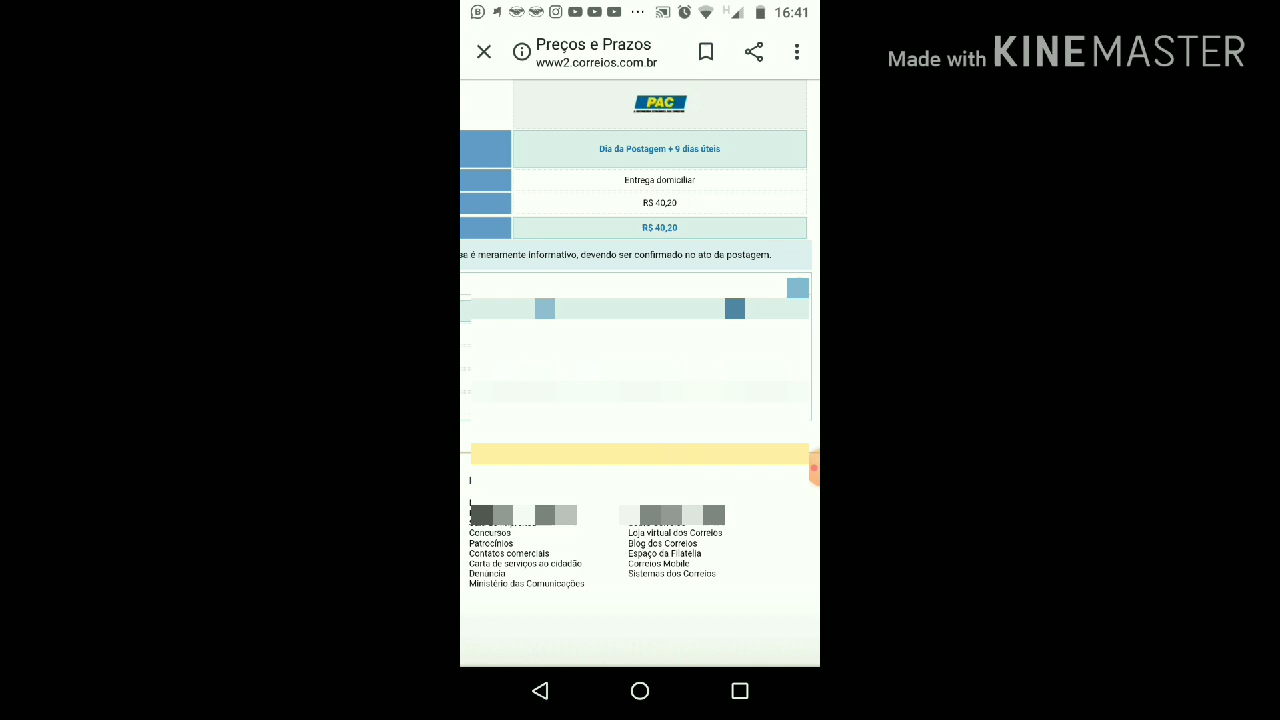 16:41
Preços e Prazos
www2.correios.com.br
Made with KINEMASTER
PAC
Dia da Postagem + 9 dias úteis
Entrega domiciliar
R$ 40,20
R$ 40,20
é meramente informativo, devendo ser confirmado no ato da postagem.
Concursos
Patrocínios
Contatos comerciais
Carta de serviços ao cidadão
Denúncia
Ministério das Comunicações
Loja virtual dos Correios
Blog dos Correios
Espaço da Filatelia
Correios Mobile
Sistemas dos Correios